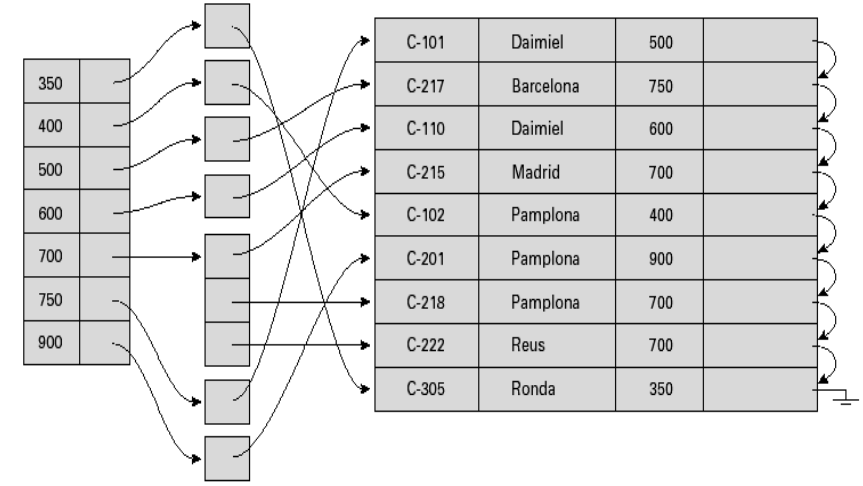 350
400
500
600
700
750
900
C-101 Daimiel 500
C-217 Barcelona 750
C-110 Daimiel 600
C-215 Madrid 700
C-102 Pamplona 400
C-201 Pamplona 900
C-218 Pamplona 700
C-222 Reus 700
C-305 Ronda 350